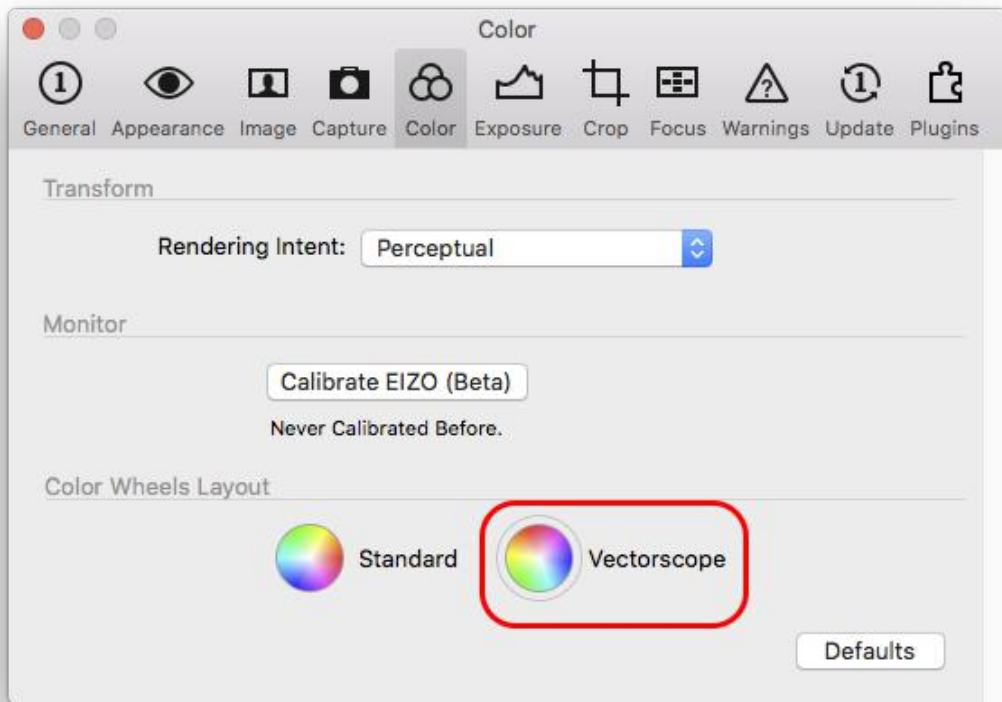 Color
General Appearance Image Capture Color Exposure Crop Focus Warnings Update Plugins
Transform
Rendering Intent: Perceptual
Monitor
Calibrate EIZO (Beta)
Never Calibrated Before.
Color Wheels Layout
Standard Vectorscope
Defaults